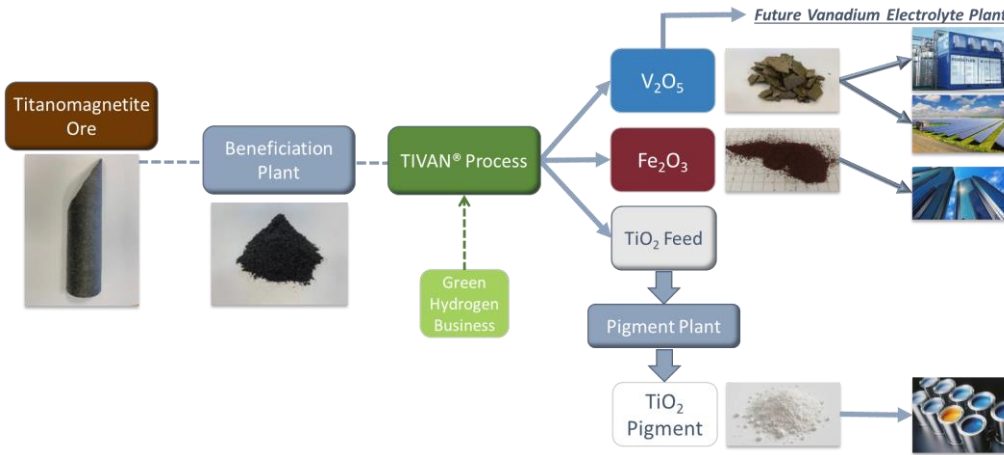 Future Vanadium Electrolyte Plant
Titanomagnetite
Ore
V₂O₅
Beneficiation
Plant
TIVAN® Process
Fe₂O₃
TiO₂ Feed
Green
Hydrogen
Business
Pigment Plant
TiO₂
Pigment